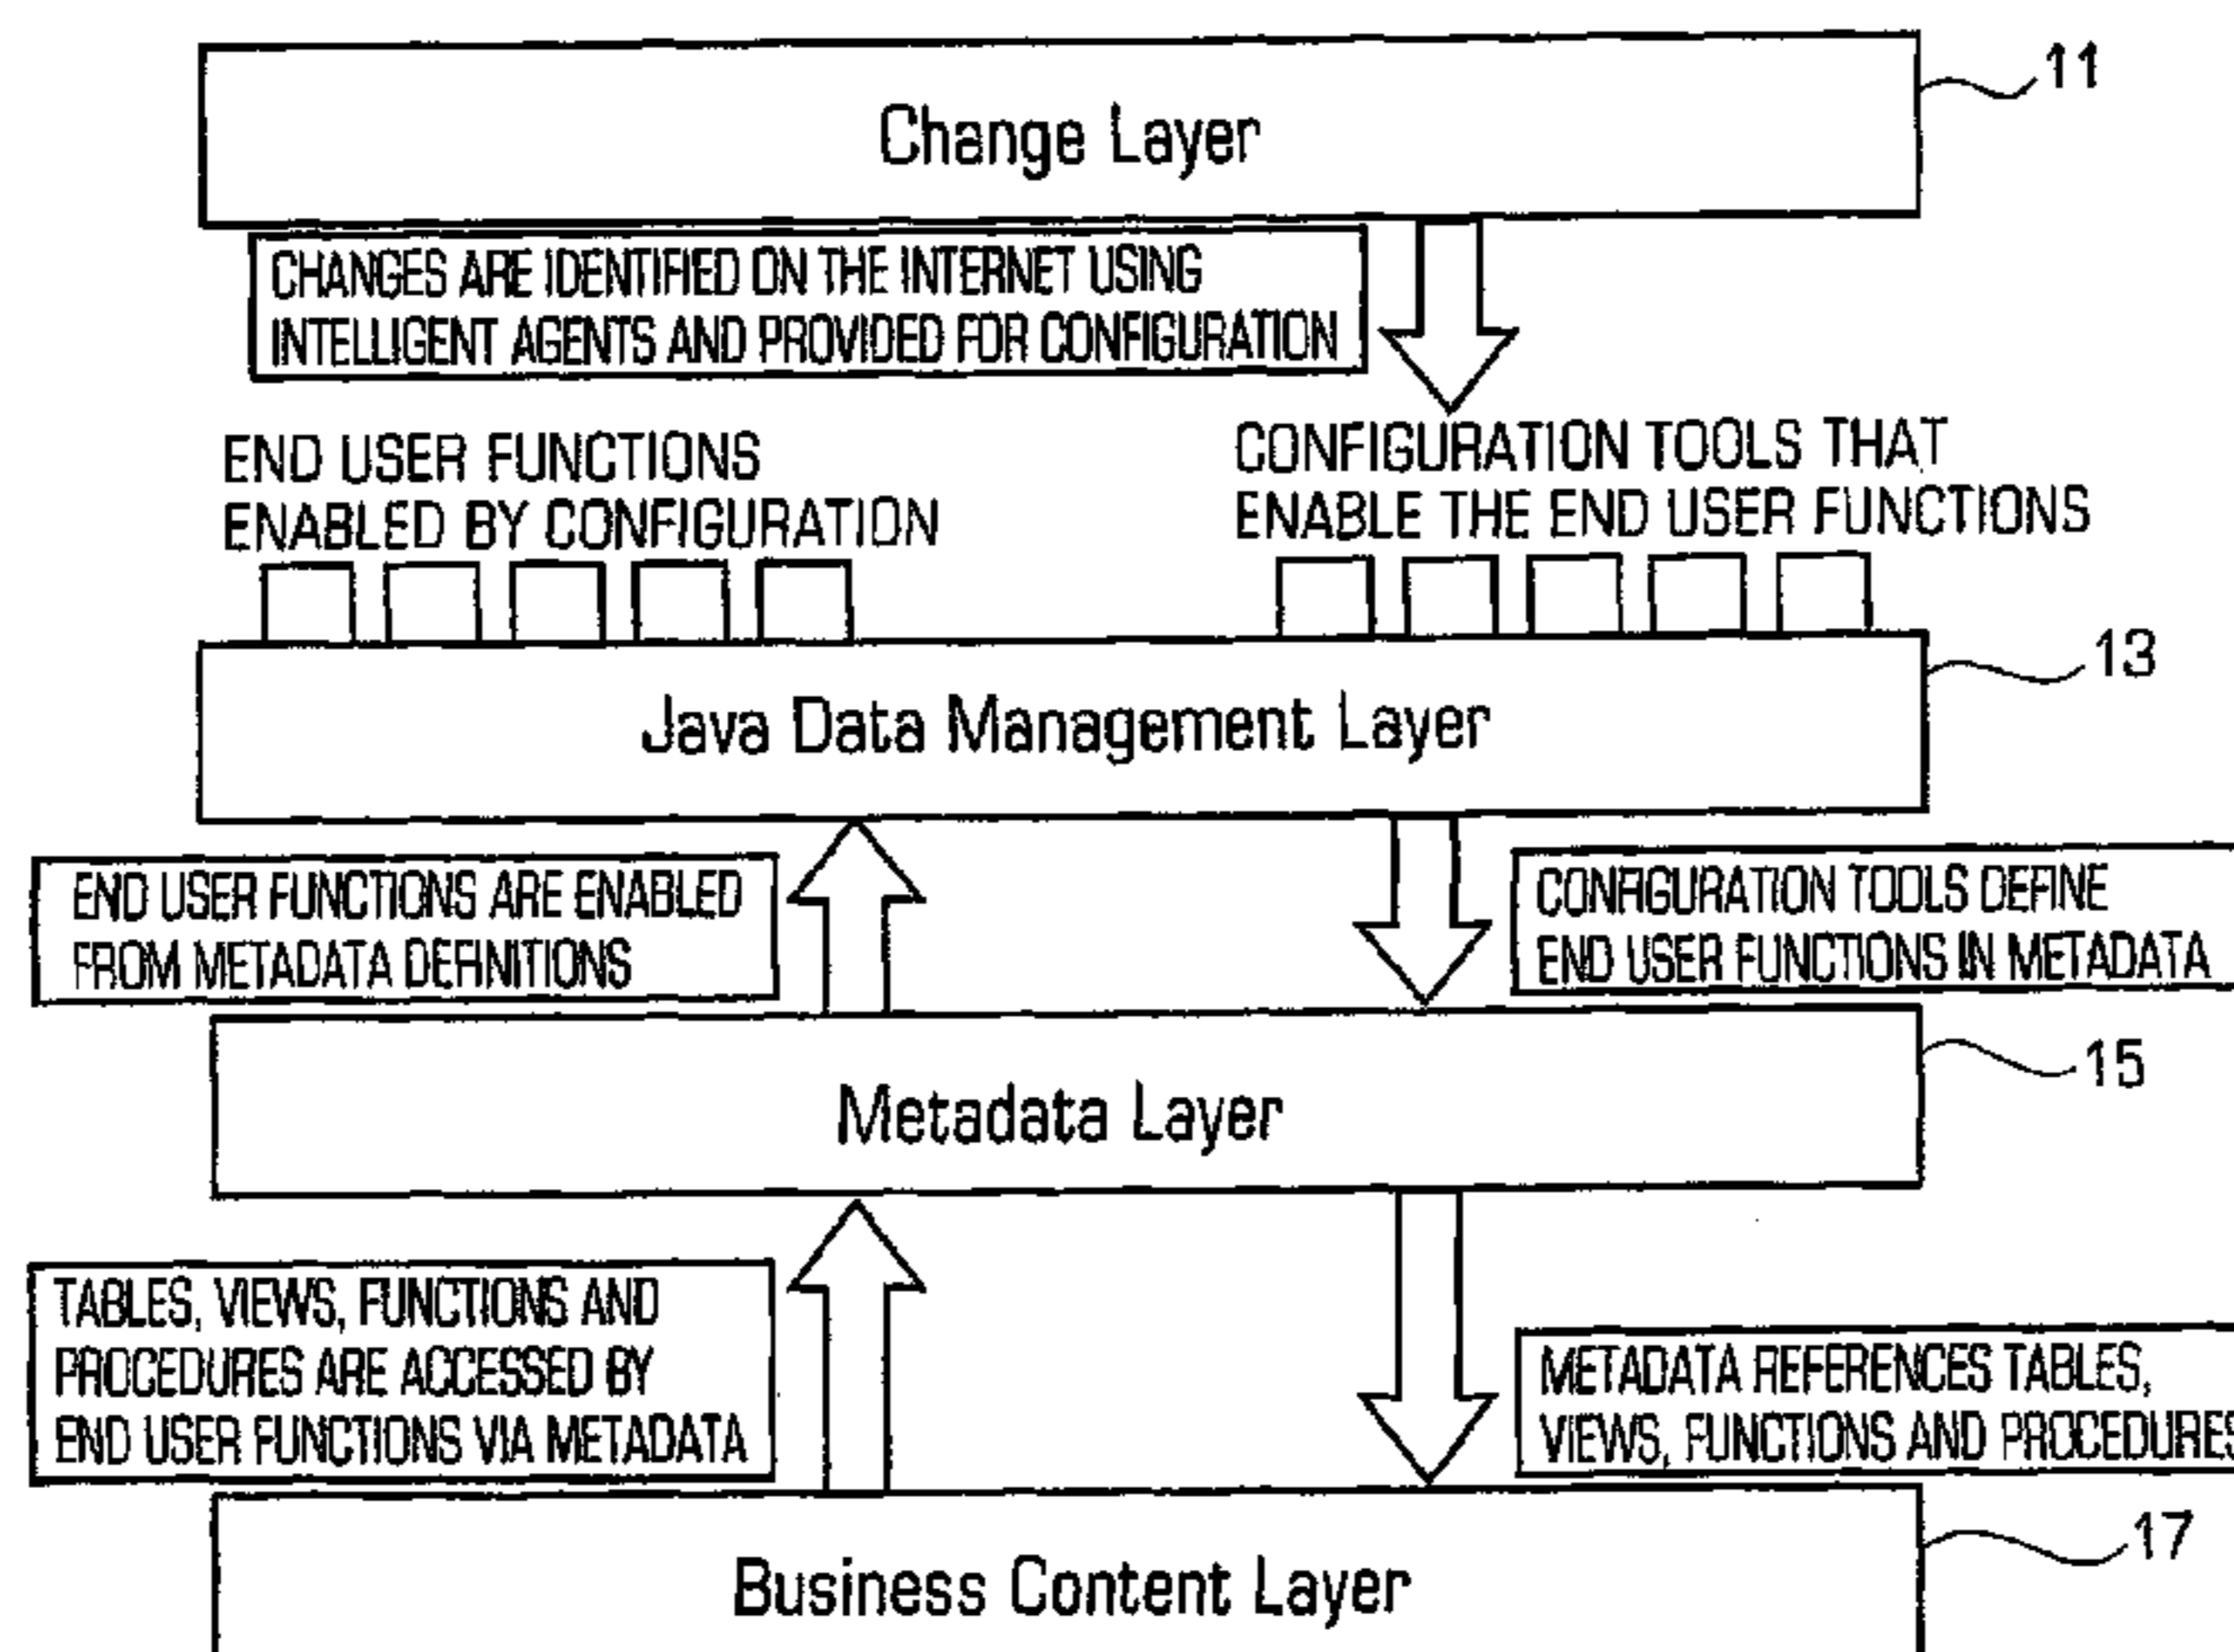 11
Change Layer
CHANGES ARE IDENTIFIED ON THE INTERNET USING
INTELLIGENT AGENTS AND PROVIDED FOR CONFIGURATION
END USER FUNCTIONS
ENABLED BY CONFIGURATION
CONFIGURATION TOOLS THAT
ENABLE THE END USER FUNCTIONS
13
Java Data Management Layer
END USER FUNCTIONS ARE ENABLED
FROM METADATA DEFINITIONS
CONFIGURATION TOOLS DEFINE
END USER FUNCTIONS IN METADATA
15
Metadata Layer
TABLES, VIEWS, FUNCTIONS AND
PROCEDURES ARE ACCESSED BY
END USER FUNCTIONS VIA METADATA
METADATA REFERENCES TABLES,
VIEWS, FUNCTIONS AND PROCEDURES
17
Business Content Layer